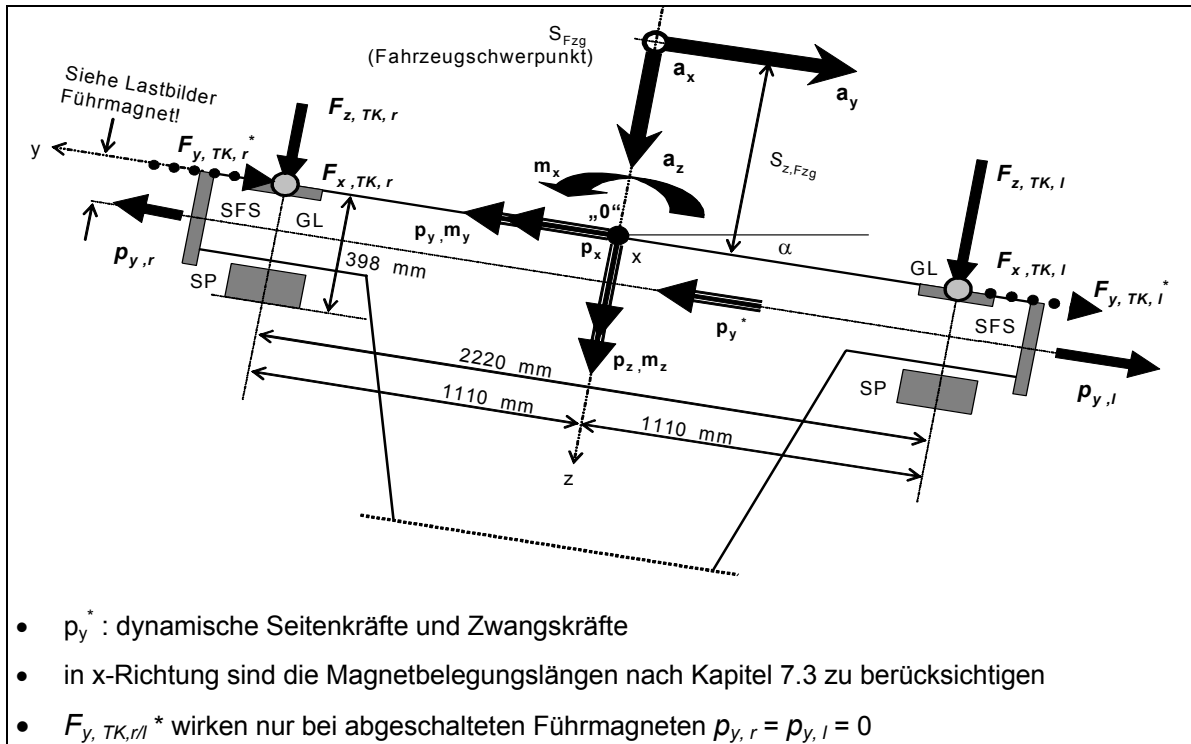 S_Fzg
(Fahrzeugschwerpunkt)
Siehe Lastbilder
Führmagnet!
a_x
a_y
F_z, TK, r
y
F_y, TK, r*
F_x ,TK, r
S_z,Fzg
a_z
m_x
F_z, TK, l
„0“
SFS
GL
p_y ,m_y
p_x
x
α
p_y ,r
398 mm
GL
F_x ,TK, l
F_y, TK, l*
SP
p_y*
SFS
p_z ,m_z
2220 mm
SP
p_y ,l
1110 mm
1110 mm
z
• p_y* : dynamische Seitenkräfte und Zwangskräfte
• in x-Richtung sind die Magnetbelegungslängen nach Kapitel 7.3 zu berücksichtigen
• F_y, TK,r/l * wirken nur bei abgeschalteten Führmagneten p_y, r = p_y, l = 0